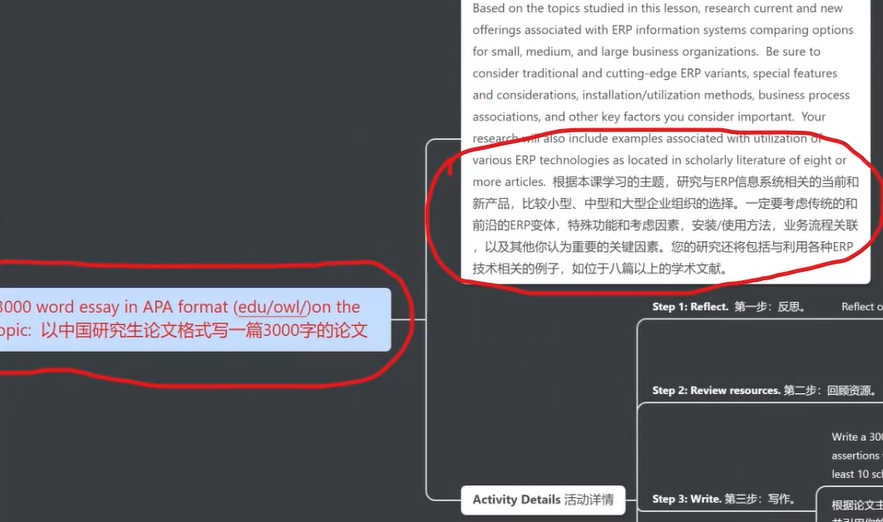 Based on the topics studied in this lesson, research current and new
offerings associated with ERP information systems comparing options
for small, medium, and large business organizations.  Be sure to
consider traditional and cutting-edge ERP variants, special features
and considerations, installation/utilization methods, business process
associations, and other key factors you consider important.  Your
research will also include examples associated with utilization of
various ERP technologies as located in scholarly literature of eight or
more articles.  根据本课学习的主题，研究与ERP信息系统相关的当前和
新产品，比较小型、中型和大型企业组织的选择。一定要考虑传统的和
前沿的ERP变体，特殊功能和考虑因素，安装/使用方法，业务流程关联
，以及其他你认为重要的关键因素。您的研究还将包括与利用各种ERP
技术相关的例子，如位于八篇以上的学术文献。
3000 word essay in APA format (edu/owl/)on the
opic:  以中国研究生论文格式写一篇3000字的论文
Step 1: Reflect.  第一步：反思。
Reflect o
Step 2: Review resources. 第二步：回顾资源。
Write a 300
assertions
least 10 sch
Activity Details 活动详情
Step 3: Write. 第三步：写作。
根据论文主